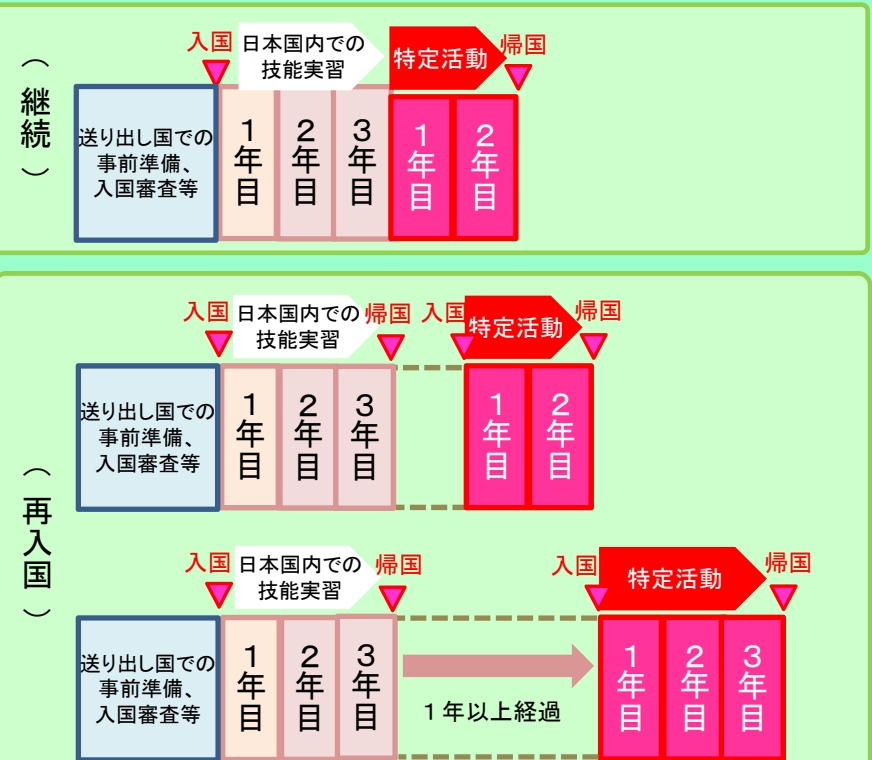 （継続）
入国
日本国内での
技能実習
特定活動
帰国
送り出し国での
事前準備、
入国審査等
１年目
２年目
３年目
１年目
２年目
（再入国）
入国
日本国内での
技能実習
帰国
入国
特定活動
帰国
送り出し国での
事前準備、
入国審査等
１年目
２年目
３年目
１年目
２年目
入国
日本国内での
技能実習
帰国
入国
特定活動
帰国
送り出し国での
事前準備、
入国審査等
１年目
２年目
３年目
１年以上経過
１年目
２年目
３年目